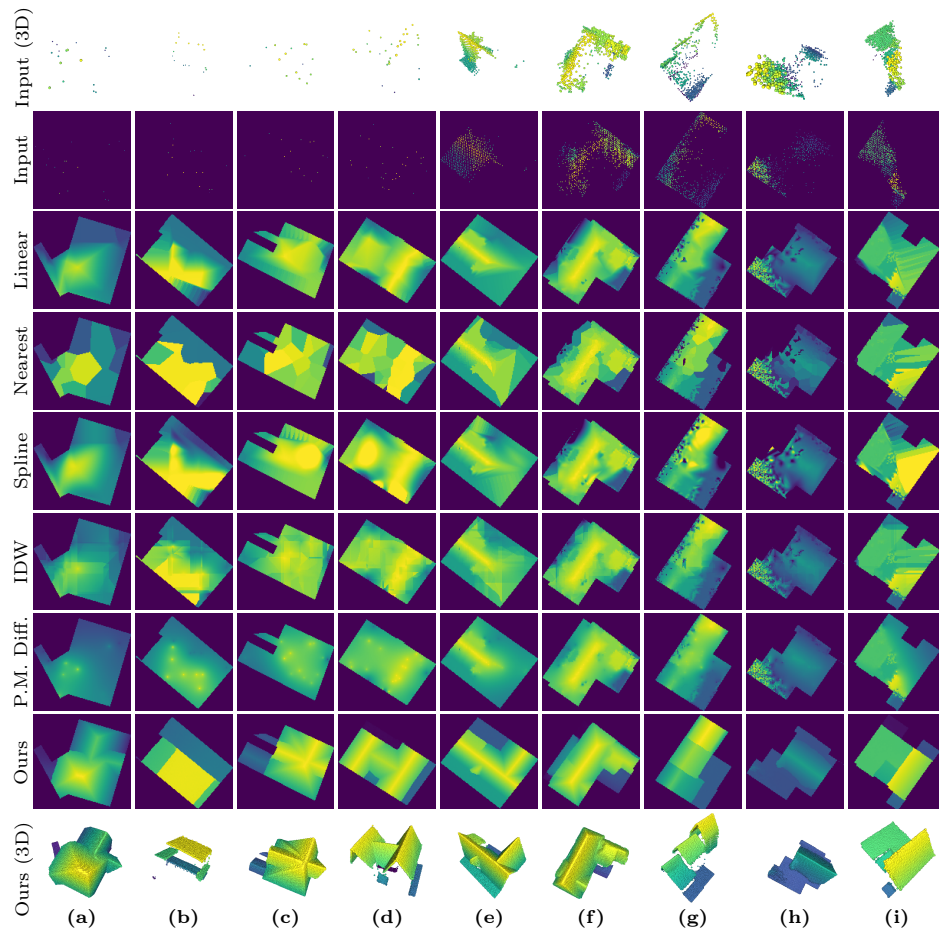 Input (3D)
Input
Linear
Nearest
Spline
IDW
P.M. Diff.
Ours
Ours (3D)
(a) (b) (c) (d) (e) (f) (g) (h) (i)